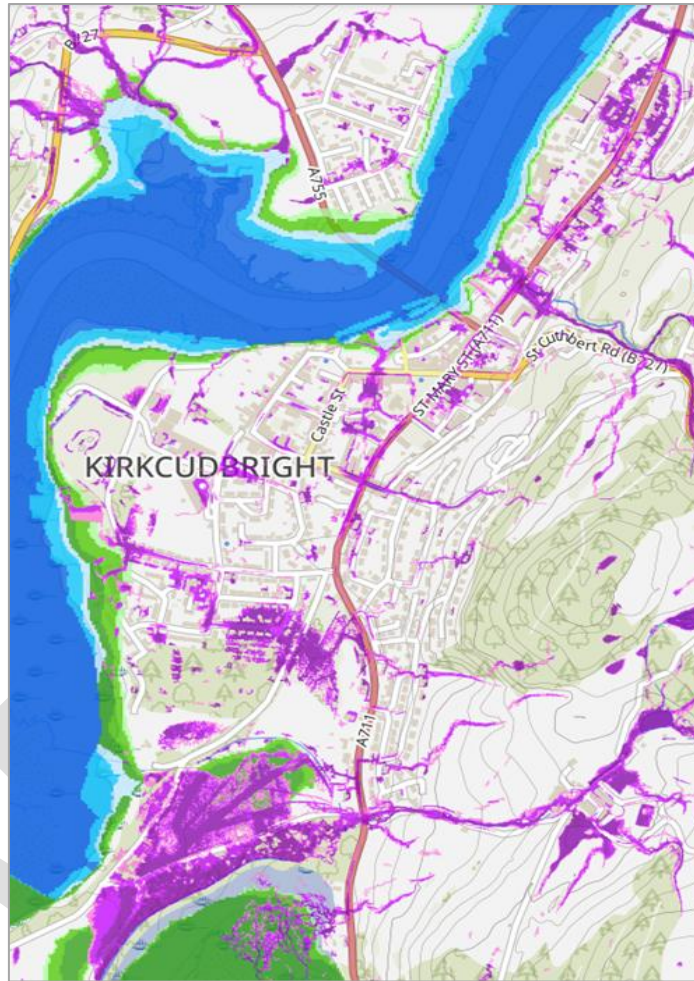 B727
A755
ST MARY ST (A711)
St Cuthbert Rd (B727)
Castle St
KIRKCUDBRIGHT
A711